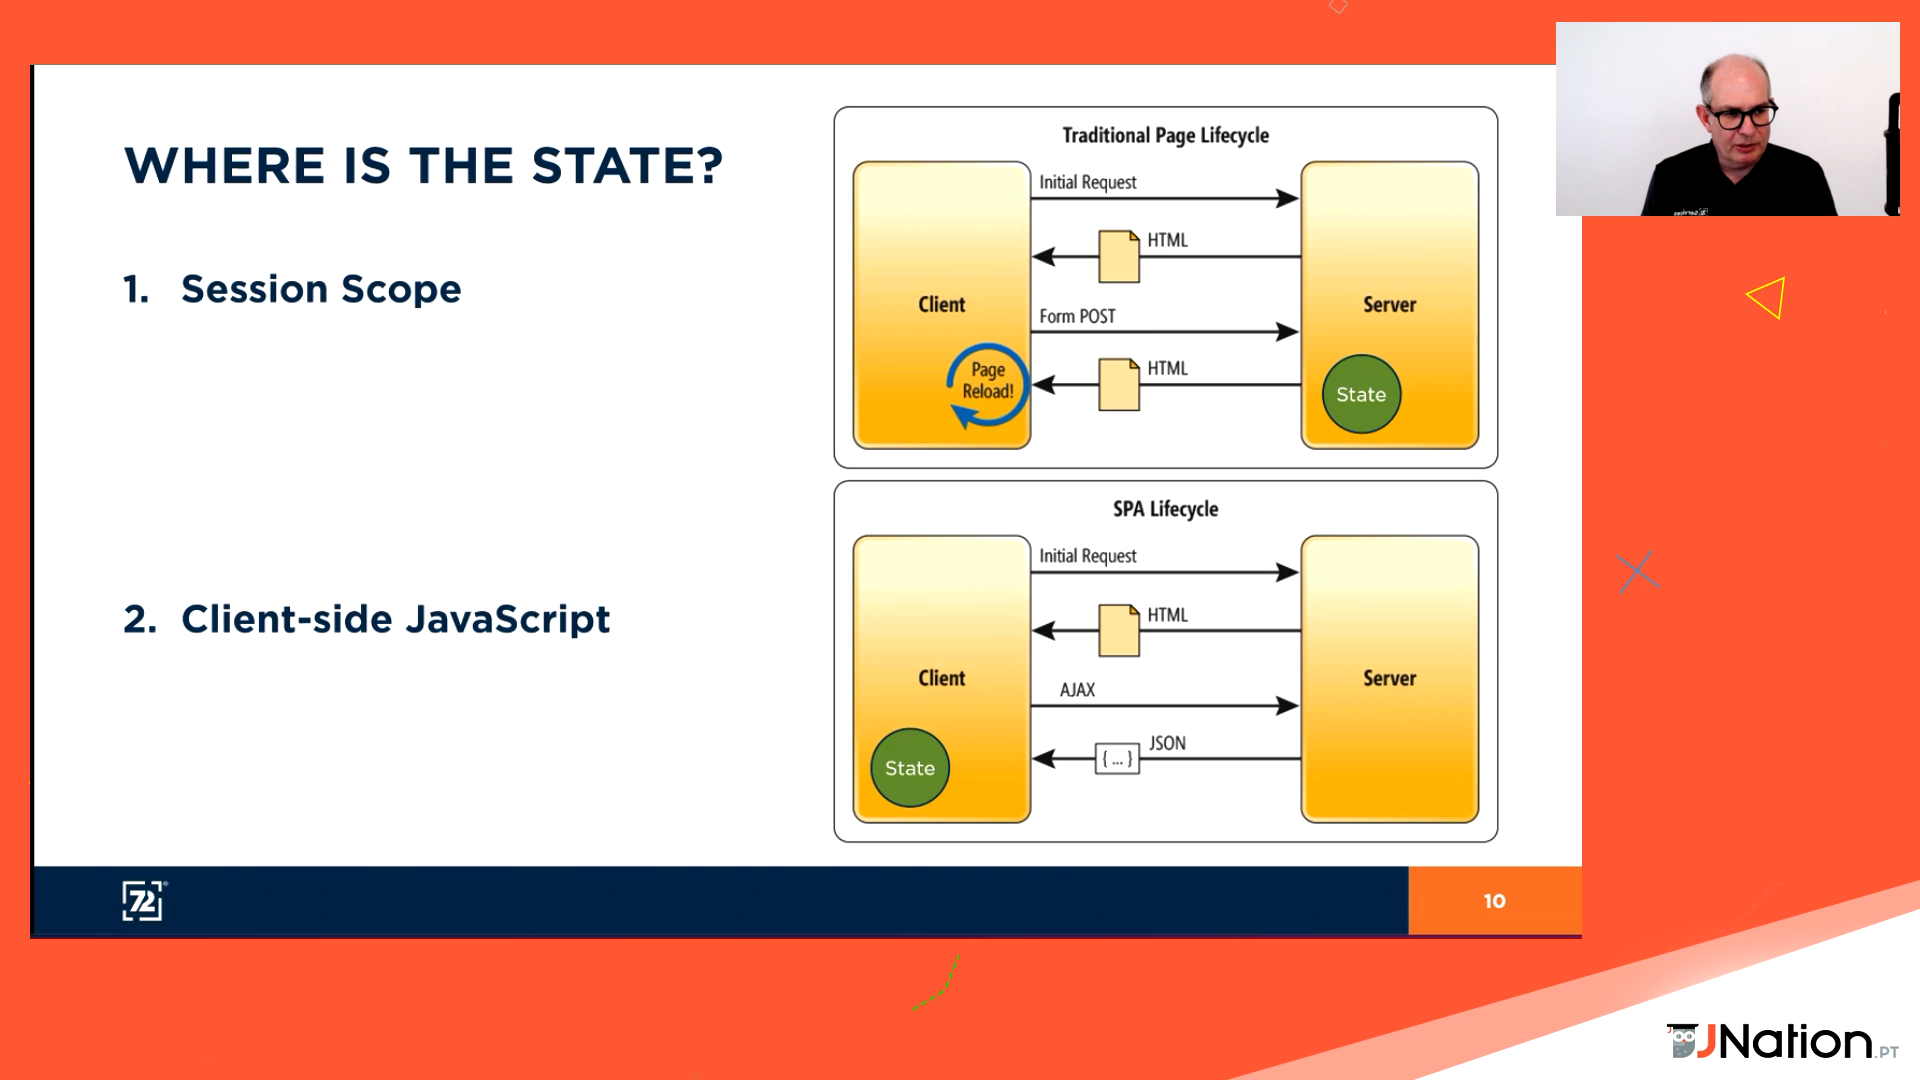 WHERE IS THE STATE?
1. Session Scope
2. Client-side JavaScript
Traditional Page Lifecycle
Initial Request
HTML
Client
Server
Form POST
HTML
Page
Reload!
State
SPA Lifecycle
Initial Request
HTML
Client
Server
AJAX
JSON
{ ... }
State
72
10
JNation.PT